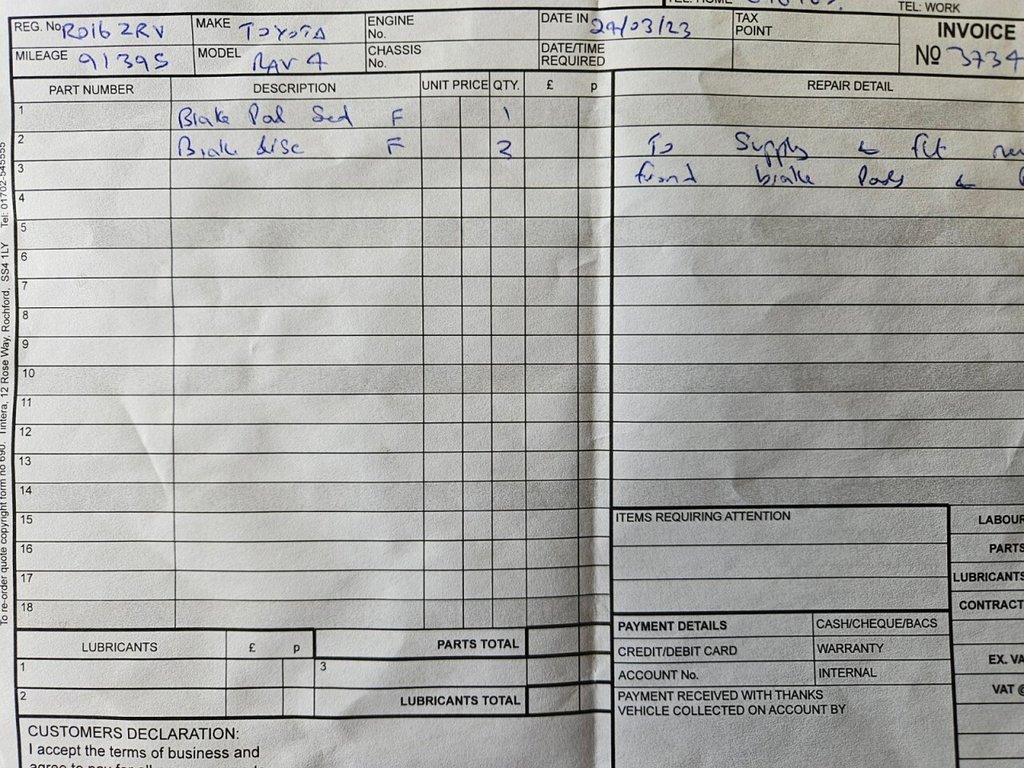 TEL: WORK
REG. No RO16 ZRV MAKE TOYOTA ENGINE No. DATE IN 24/03/23 TAX POINT INVOICE
MILEAGE 91395 MODEL RAV 4 CHASSIS No. DATE/TIME REQUIRED No 3734
PART NUMBER DESCRIPTION UNIT PRICE QTY. £ p REPAIR DETAIL
1 Brake Pad Sed F 1
2 Brake disc F 2 To Supply & fit
3 front brake Pads &
4
5
6
7
8
9
10
11
12
13
14
15 ITEMS REQUIRING ATTENTION LABOUR
16 PARTS
17 LUBRICANTS
18 CONTRACT
PAYMENT DETAILS CASH/CHEQUE/BACS
LUBRICANTS £ p PARTS TOTAL CREDIT/DEBIT CARD WARRANTY EX. VA
1 3 ACCOUNT No. INTERNAL
2 LUBRICANTS TOTAL PAYMENT RECEIVED WITH THANKS VAT @
VEHICLE COLLECTED ON ACCOUNT BY
CUSTOMERS DECLARATION:
I accept the terms of business and
To re-order quote copyright form no 690. Tintera, 12 Rose Way, Rochford, SS4 1LY Tel: 01702-545555